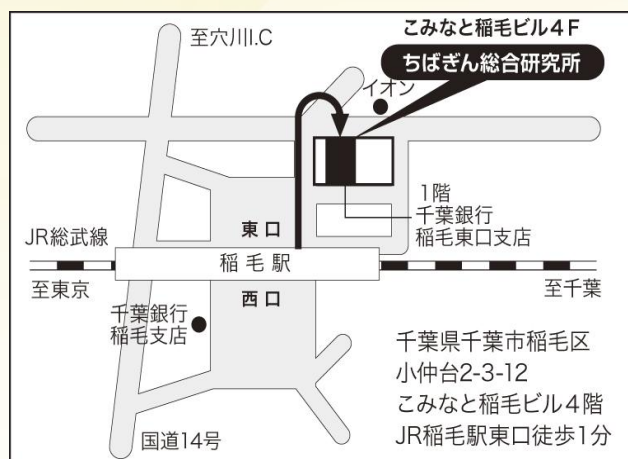 至穴川I.C
こみなと稲毛ビル4F
ちばぎん総合研究所
イオン
1階
千葉銀行
稲毛東口支店
東口
JR総武線
稲毛駅
至東京
西口
至千葉
千葉銀行
稲毛支店
国道14号
千葉県千葉市稲毛区
小仲台2-3-12
こみなと稲毛ビル4階
JR稲毛駅東口徒歩1分